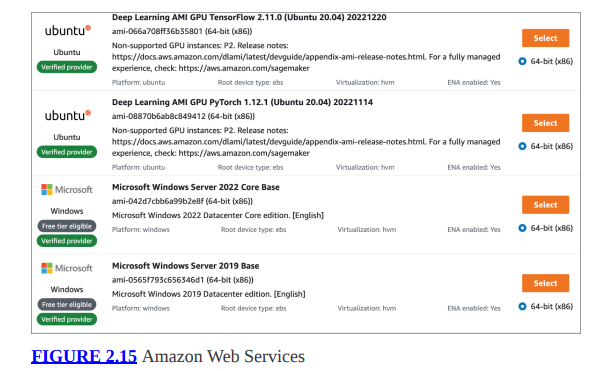 Deep Learning AMI GPU TensorFlow 2.11.0 (Ubuntu 20.04) 20221220
ubuntu®
ami-066a708ff36b35801 (64-bit (x86))
Select
Non-supported GPU instances: P2. Release notes:
Ubuntu
https://docs.aws.amazon.com/dlami/latest/devguide/appendix-ami-release-notes.html. For a fully managed
64-bit (x86)
Verified provider
experience, check: https://aws.amazon.com/sagemaker
Platform: ubuntu Root device type: ebs Virtualization: hvm ENA enabled: Yes
Deep Learning AMI GPU PyTorch 1.12.1 (Ubuntu 20.04) 20221114
ubuntu®
ami-08870b6ab8c849412 (64-bit (x86))
Select
Non-supported GPU instances: P2. Release notes:
Ubuntu
https://docs.aws.amazon.com/dlami/latest/devguide/appendix-ami-release-notes.html. For a fully managed
64-bit (x86)
Verified provider
experience, check: https://aws.amazon.com/sagemaker
Platform: ubuntu Root device type: ebs Virtualization: hvm ENA enabled: Yes
Microsoft
Microsoft Windows Server 2022 Core Base
ami-042d7cbb6a99b2e8f (64-bit (x86))
Select
Windows
Microsoft Windows 2022 Datacenter Core edition. [English]
Free tier eligible
Platform: windows Root device type: ebs Virtualization: hvm ENA enabled: Yes
64-bit (x86)
Verified provider
Microsoft
Microsoft Windows Server 2019 Base
ami-0565f793c656346d1 (64-bit (x86))
Select
Windows
Microsoft Windows 2019 Datacenter edition. [English]
Free tier eligible
Platform: windows Root device type: ebs Virtualization: hvm ENA enabled: Yes
64-bit (x86)
Verified provider
FIGURE 2.15 Amazon Web Services